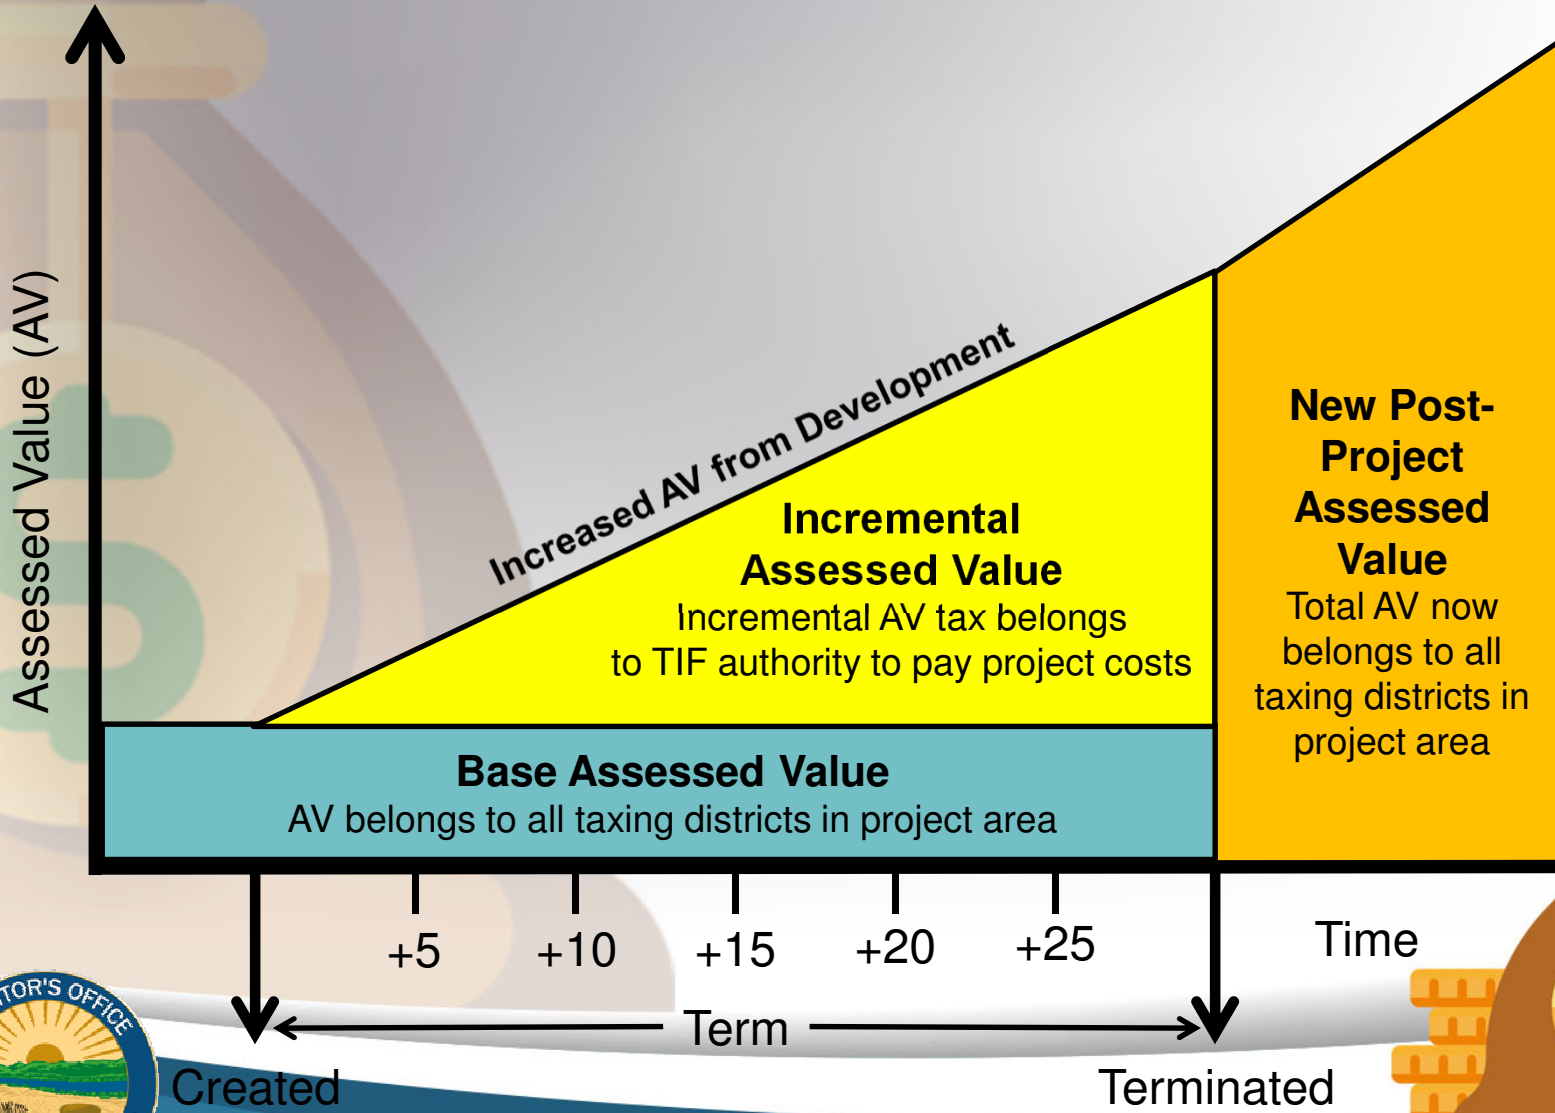 Assessed Value (AV)
Increased AV from Development
Incremental
Assessed Value
Incremental AV tax belongs
to TIF authority to pay project costs
New Post-
Project
Assessed
Value
Total AV now
belongs to all
taxing districts in
project area
Base Assessed Value
AV belongs to all taxing districts in project area
+5
+10
+15
+20
+25
Time
Term
Created
Terminated
TOR'S OFFICE